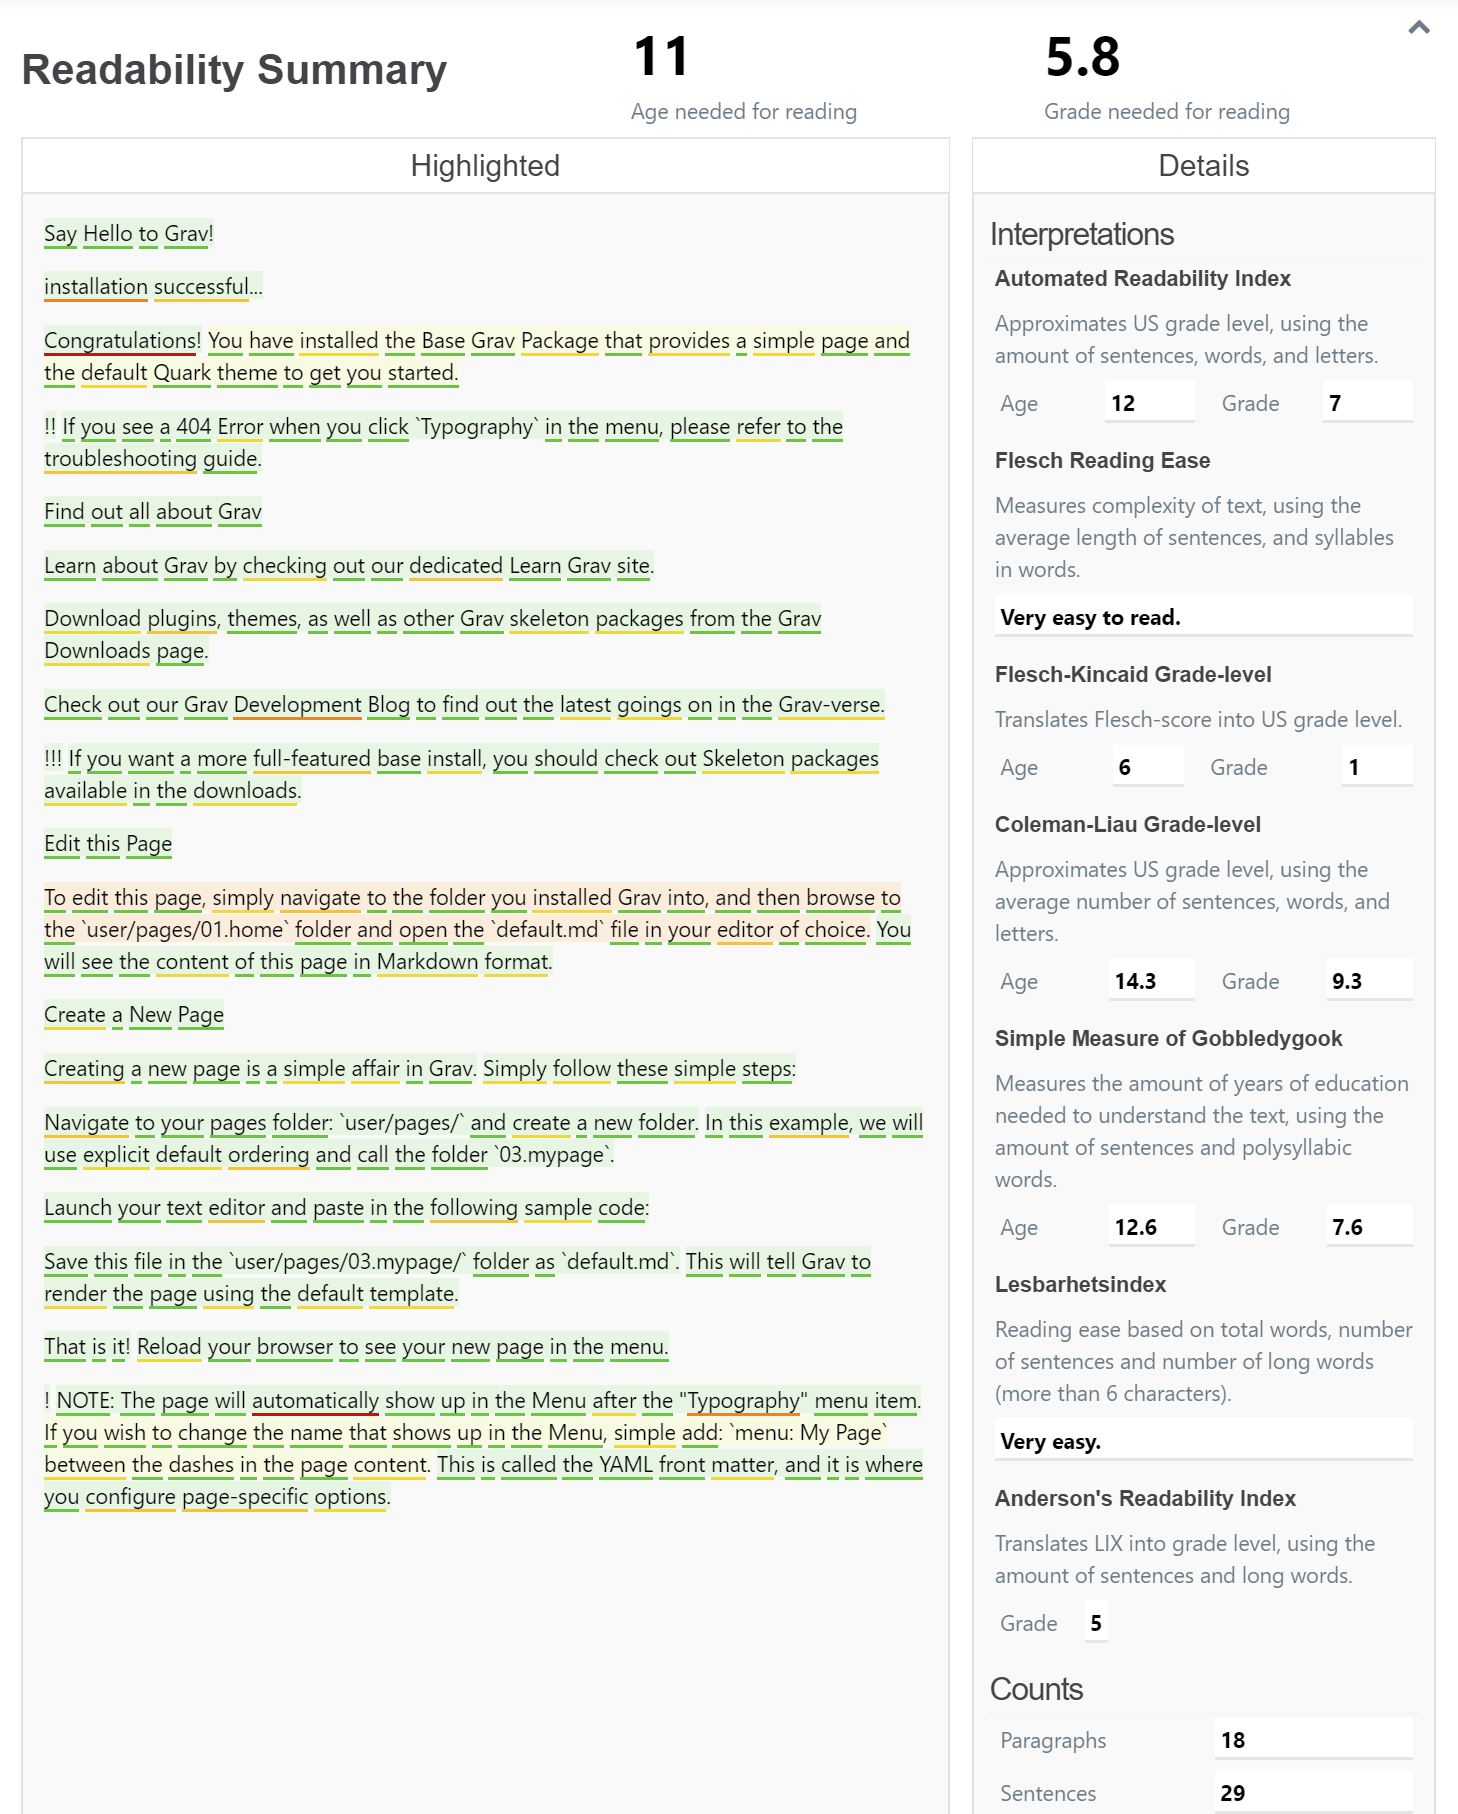 Readability Summary
11
Age needed for reading
5.8
Grade needed for reading
Highlighted
Say Hello to Grav!
installation successful...
Congratulations! You have installed the Base Grav Package that provides a simple page and
the default Quark theme to get you started.
!! If you see a 404 Error when you click `Typography` in the menu, please refer to the
troubleshooting guide.
Find out all about Grav
Learn about Grav by checking out our dedicated Learn Grav site.
Download plugins, themes, as well as other Grav skeleton packages from the Grav
Downloads page.
Check out our Grav Development Blog to find out the latest goings on in the Grav-verse.
!!! If you want a more full-featured base install, you should check out Skeleton packages
available in the downloads.
Edit this Page
To edit this page, simply navigate to the folder you installed Grav into, and then browse to
the `user/pages/01.home` folder and open the `default.md` file in your editor of choice. You
will see the content of this page in Markdown format.
Create a New Page
Creating a new page is a simple affair in Grav. Simply follow these simple steps:
Navigate to your pages folder: `user/pages/` and create a new folder. In this example, we will
use explicit default ordering and call the folder `03.mypage`.
Launch your text editor and paste in the following sample code:
Save this file in the `user/pages/03.mypage/` folder as `default.md`. This will tell Grav to
render the page using the default template.
That is it! Reload your browser to see your new page in the menu.
! NOTE: The page will automatically show up in the Menu after the "Typography" menu item.
If you wish to change the name that shows up in the Menu, simple add: `menu: My Page`
between the dashes in the page content. This is called the YAML front matter, and it is where
you configure page-specific options.
Details
Interpretations
Automated Readability Index
Approximates US grade level, using the
amount of sentences, words, and letters.
Age 12 Grade 7
Flesch Reading Ease
Measures complexity of text, using the
average length of sentences, and syllables
in words.
Very easy to read.
Flesch-Kincaid Grade-level
Translates Flesch-score into US grade level.
Age 6 Grade 1
Coleman-Liau Grade-level
Approximates US grade level, using the
average number of sentences, words, and
letters.
Age 14.3 Grade 9.3
Simple Measure of Gobbledygook
Measures the amount of years of education
needed to understand the text, using the
amount of sentences and polysyllabic
words.
Age 12.6 Grade 7.6
Lesbarhetsindex
Reading ease based on total words, number
of sentences and number of long words
(more than 6 characters).
Very easy.
Anderson's Readability Index
Translates LIX into grade level, using the
amount of sentences and long words.
Grade 5
Counts
Paragraphs 18
Sentences 29